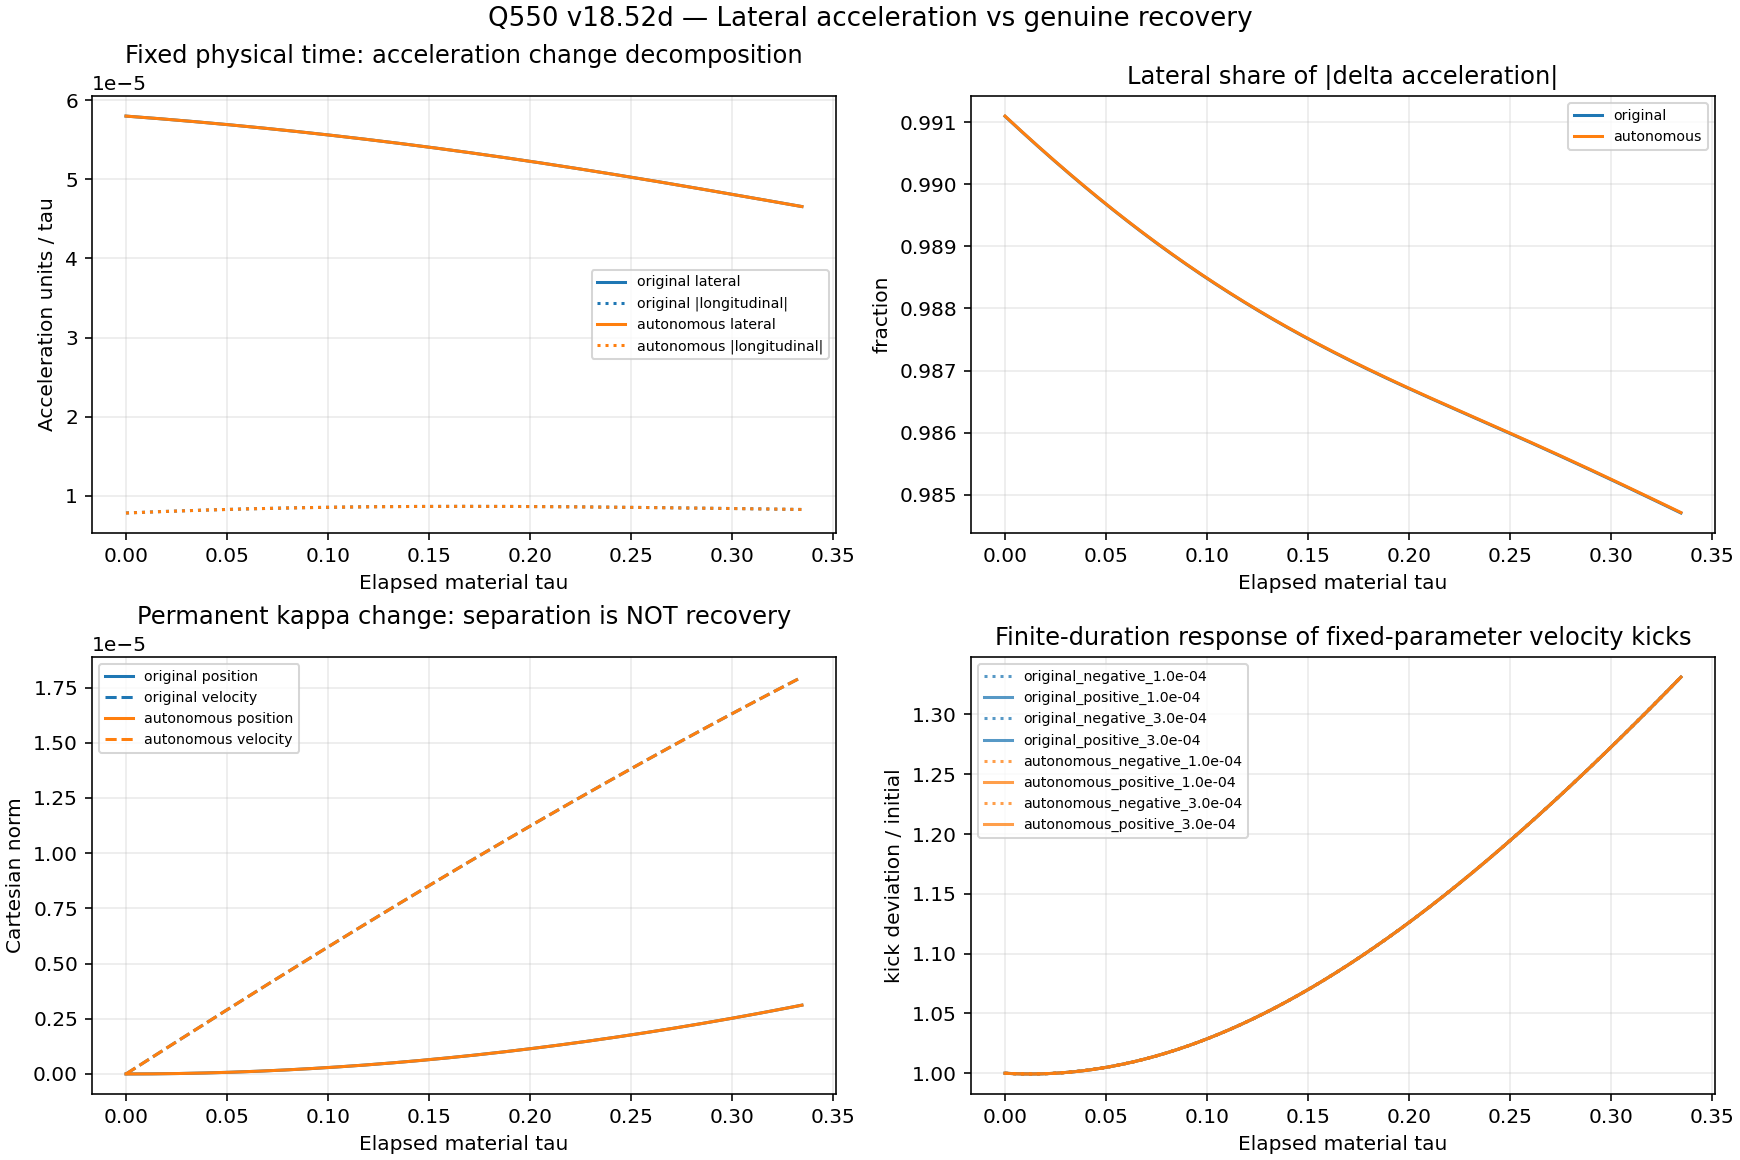 Q550 v18.52d — Lateral acceleration vs genuine recovery
Fixed physical time: acceleration change decomposition
1e−5
6
5
4
3
2
1
Acceleration units / tau
original lateral
original |longitudinal|
autonomous lateral
autonomous |longitudinal|
0.00 0.05 0.10 0.15 0.20 0.25 0.30 0.35
Elapsed material tau
Lateral share of |delta acceleration|
0.991
0.990
0.989
0.988
0.987
0.986
0.985
fraction
original
autonomous
0.00 0.05 0.10 0.15 0.20 0.25 0.30 0.35
Elapsed material tau
Permanent kappa change: separation is NOT recovery
1e−5
1.75
1.50
1.25
1.00
0.75
0.50
0.25
0.00
Cartesian norm
original position
original velocity
autonomous position
autonomous velocity
0.00 0.05 0.10 0.15 0.20 0.25 0.30 0.35
Elapsed material tau
Finite-duration response of fixed-parameter velocity kicks
1.30
1.25
1.20
1.15
1.10
1.05
1.00
kick deviation / initial
original_negative_1.0e-04
original_positive_1.0e-04
original_negative_3.0e-04
original_positive_3.0e-04
autonomous_negative_1.0e-04
autonomous_positive_1.0e-04
autonomous_negative_3.0e-04
autonomous_positive_3.0e-04
0.00 0.05 0.10 0.15 0.20 0.25 0.30 0.35
Elapsed material tau